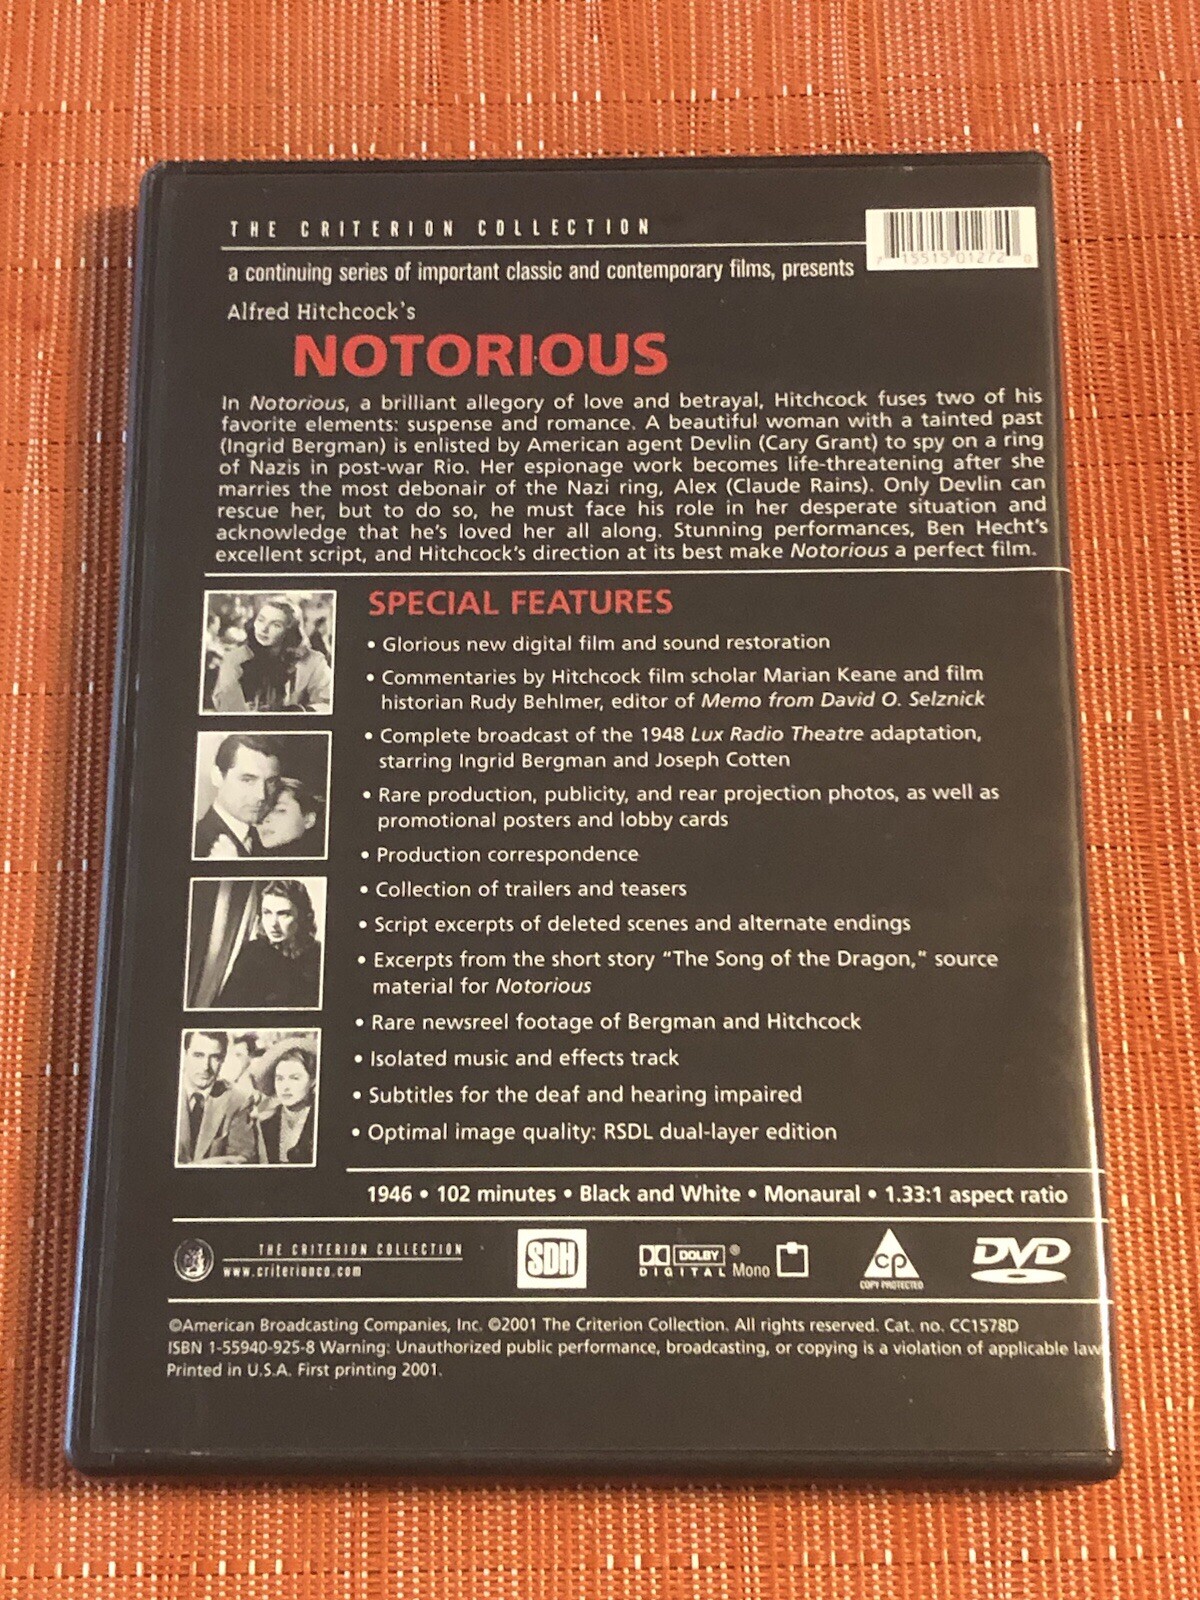 THE CRITERION COLLECTION
a continuing series of important classic and contemporary films, presents
7 15515 01272 0
Alfred Hitchcock's
NOTORIOUS
In Notorious, a brilliant allegory of love and betrayal, Hitchcock fuses two of his
favorite elements: suspense and romance. A beautiful woman with a tainted past
(Ingrid Bergman) is enlisted by American agent Devlin (Cary Grant) to spy on a ring
of Nazis in post-war Rio. Her espionage work becomes life-threatening after she
marries the most debonair of the Nazi ring, Alex (Claude Rains). Only Devlin can
rescue her, but to do so, he must face his role in her desperate situation and
acknowledge that he's loved her all along. Stunning performances, Ben Hecht's
excellent script, and Hitchcock's direction at its best make Notorious a perfect film.
SPECIAL FEATURES
• Glorious new digital film and sound restoration
• Commentaries by Hitchcock film scholar Marian Keane and film
historian Rudy Behlmer, editor of Memo from David O. Selznick
• Complete broadcast of the 1948 Lux Radio Theatre adaptation,
starring Ingrid Bergman and Joseph Cotten
• Rare production, publicity, and rear projection photos, as well as
promotional posters and lobby cards
• Production correspondence
• Collection of trailers and teasers
• Script excerpts of deleted scenes and alternate endings
• Excerpts from the short story "The Song of the Dragon," source
material for Notorious
• Rare newsreel footage of Bergman and Hitchcock
• Isolated music and effects track
• Subtitles for the deaf and hearing impaired
• Optimal image quality: RSDL dual-layer edition
1946 • 102 minutes • Black and White • Monaural • 1.33:1 aspect ratio
THE CRITERION COLLECTION
www.criterionco.com
SDH
DOLBY®
DIGITAL Mono
CP
COPY PROTECTED
DVD
©American Broadcasting Companies, Inc. ©2001 The Criterion Collection. All rights reserved. Cat. no. CC1578D
ISBN 1-55940-925-8 Warning: Unauthorized public performance, broadcasting, or copying is a violation of applicable law
Printed in U.S.A. First printing 2001.